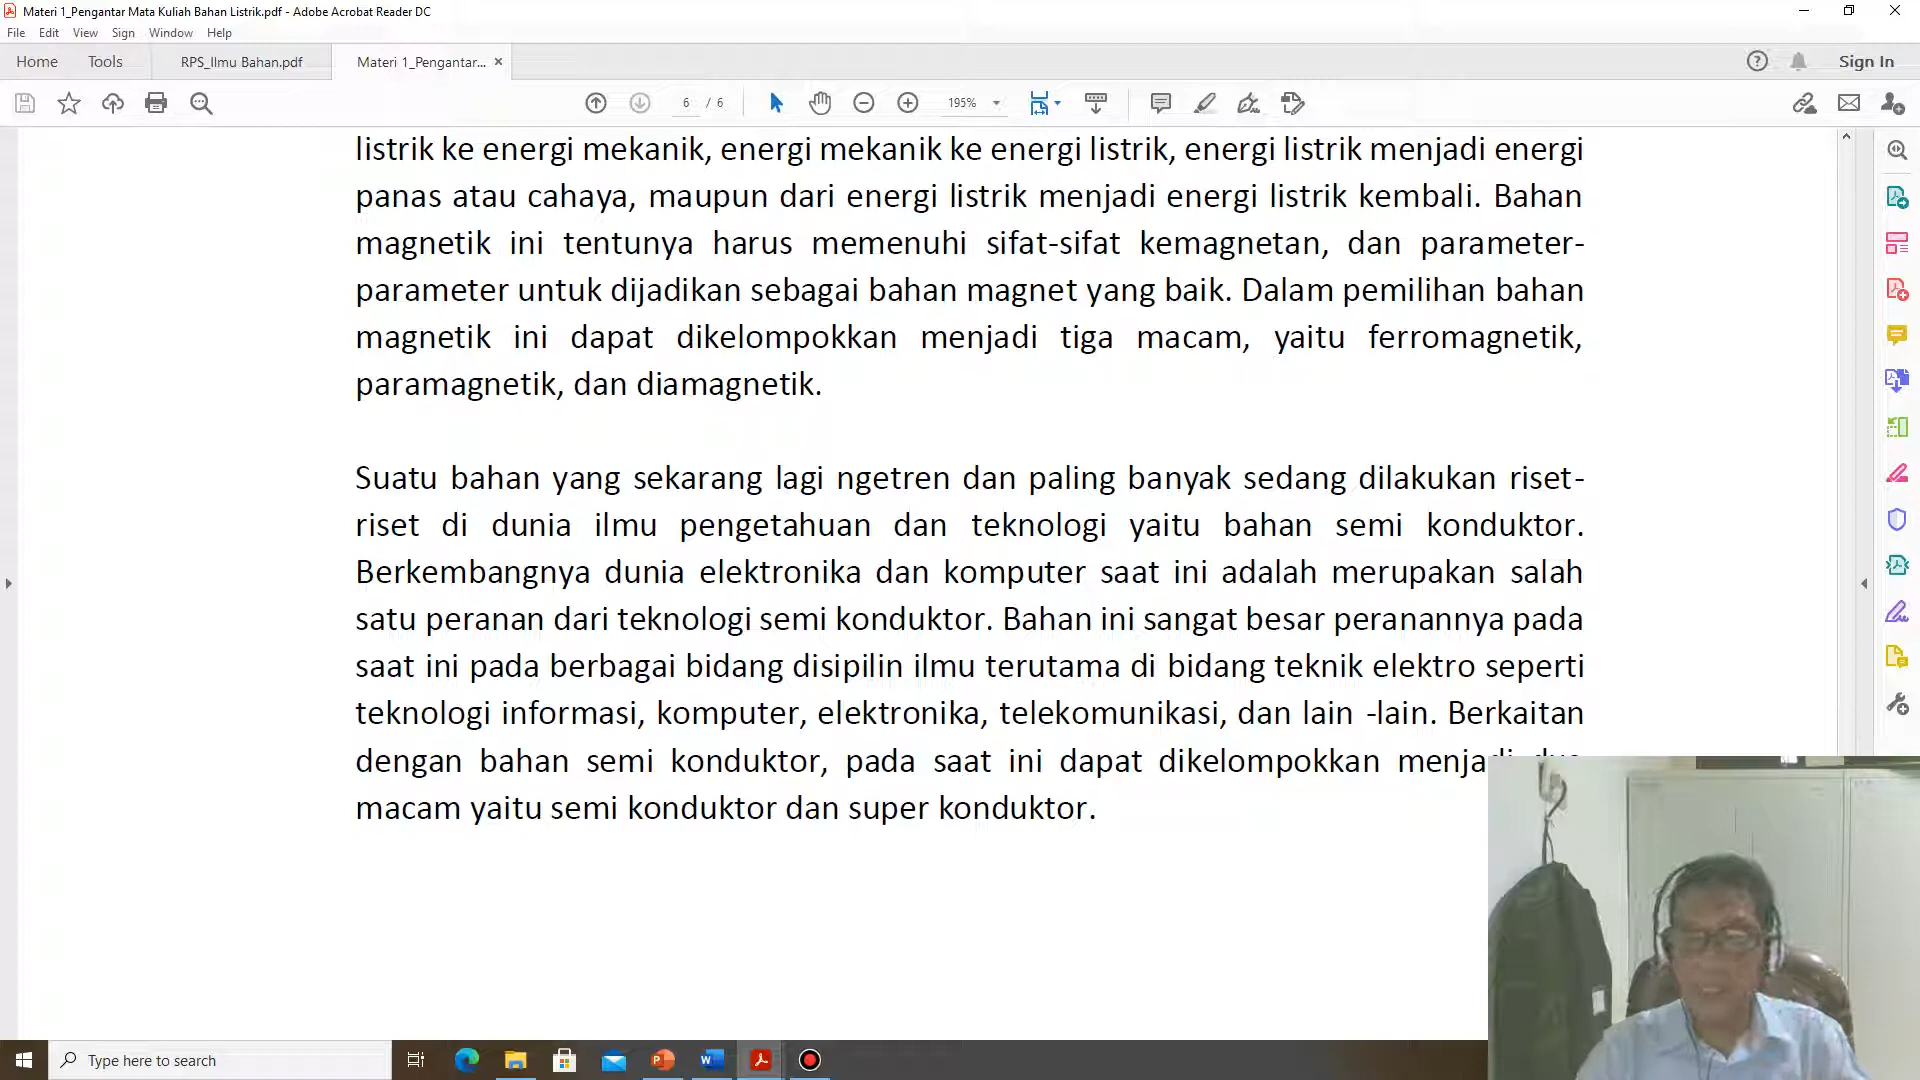 Materi 1_Pengantar Mata Kuliah Bahan Listrik.pdf - Adobe Acrobat Reader DC
File Edit View Sign Window Help
Home Tools RPS_Ilmu Bahan.pdf Materi 1_Pengantar... Sign In
6 / 6 195%
listrik ke energi mekanik, energi mekanik ke energi listrik, energi listrik menjadi energi
panas atau cahaya, maupun dari energi listrik menjadi energi listrik kembali. Bahan
magnetik ini tentunya harus memenuhi sifat-sifat kemagnetan, dan parameter-
parameter untuk dijadikan sebagai bahan magnet yang baik. Dalam pemilihan bahan
magnetik ini dapat dikelompokkan menjadi tiga macam, yaitu ferromagnetik,
paramagnetik, dan diamagnetik.
Suatu bahan yang sekarang lagi ngetren dan paling banyak sedang dilakukan riset-
riset di dunia ilmu pengetahuan dan teknologi yaitu bahan semi konduktor.
Berkembangnya dunia elektronika dan komputer saat ini adalah merupakan salah
satu peranan dari teknologi semi konduktor. Bahan ini sangat besar peranannya pada
saat ini pada berbagai bidang disipilin ilmu terutama di bidang teknik elektro seperti
teknologi informasi, komputer, elektronika, telekomunikasi, dan lain -lain. Berkaitan
dengan bahan semi konduktor, pada saat ini dapat dikelompokkan menjadi
macam yaitu semi konduktor dan super konduktor.
Type here to search